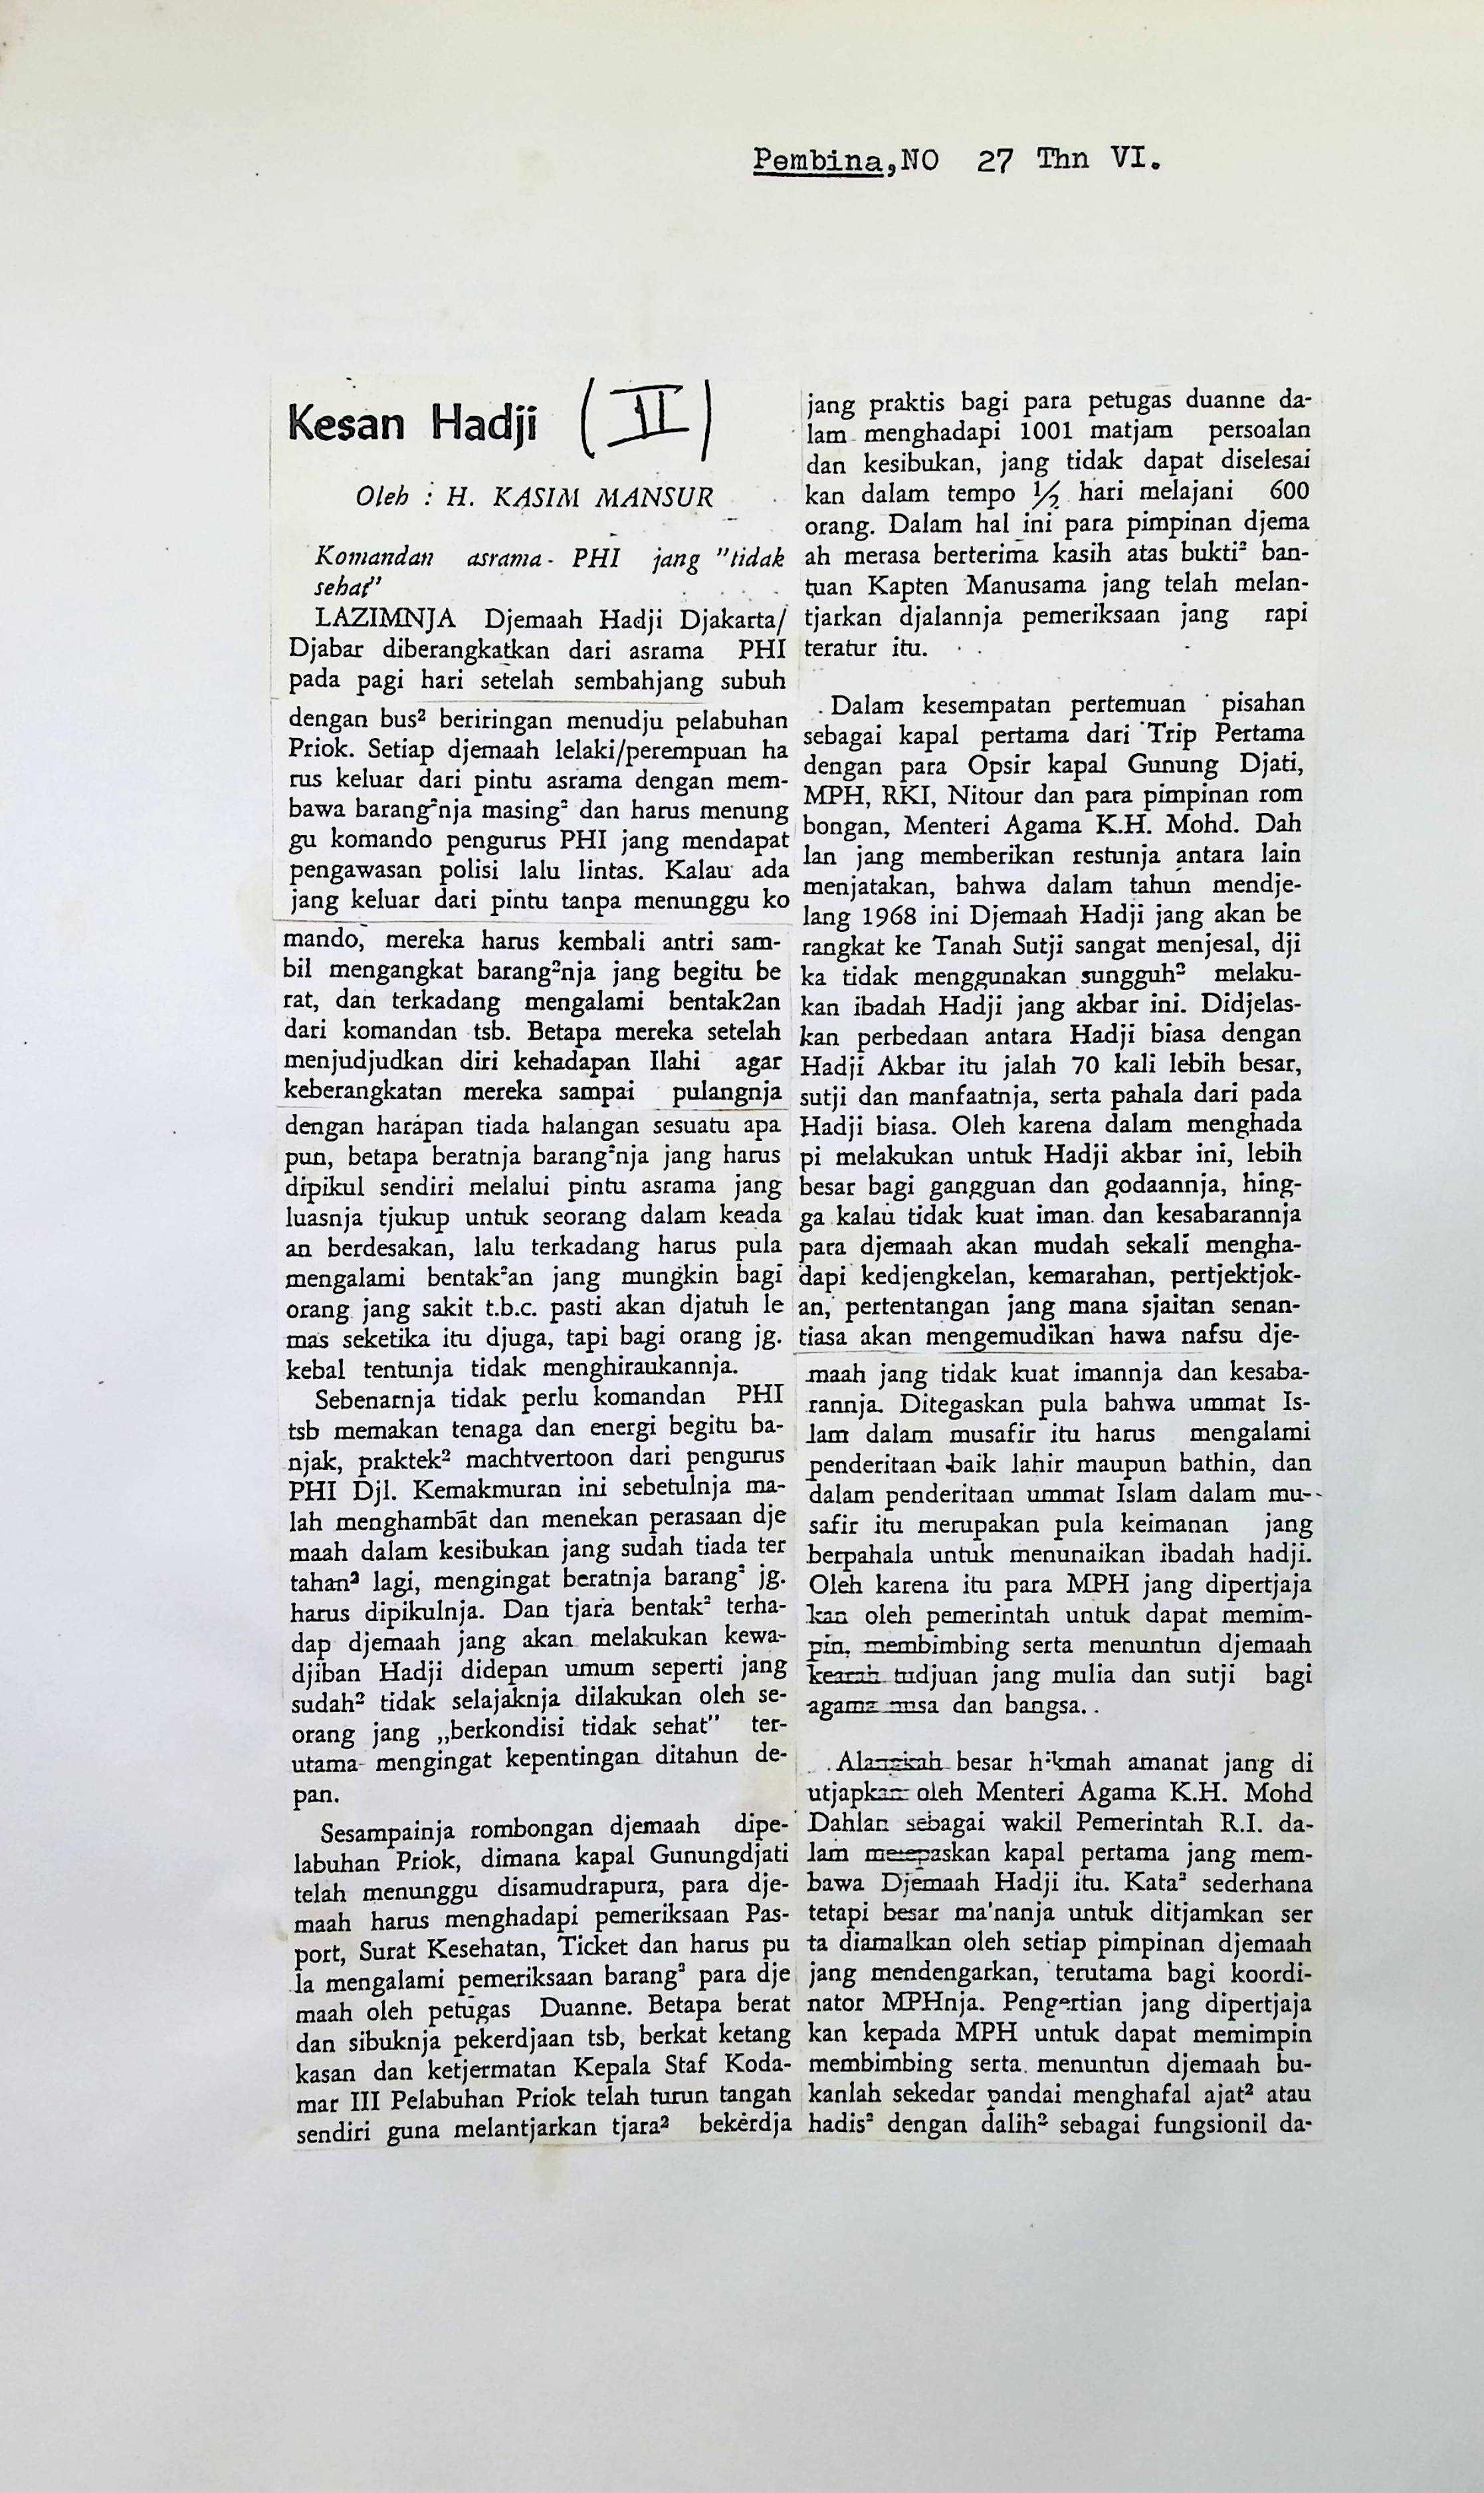 Pembina,NO 27 Thn VI.
Kesan Hadji (II)
Oleh : H. KASIM MANSUR
Komandan asrama - PHI jang "tidak
sehat"
LAZIMNJA Djemaah Hadji Djakarta/
Djabar diberangkatkan dari asrama PHI
pada pagi hari setelah sembahjang subuh
dengan bus² beriringan menudju pelabuhan
Priok. Setiap djemaah lelaki/perempuan ha
rus keluar dari pintu asrama dengan mem-
bawa barang²nja masing² dan harus menung
gu komando pengurus PHI jang mendapat
pengawasan polisi lalu lintas. Kalau ada
jang keluar dari pintu tanpa menunggu ko
mando, mereka harus kembali antri sam-
bil mengangkat barang²nja jang begitu be
rat, dan terkadang mengalami bentak2an
dari komandan tsb. Betapa mereka setelah
menjudjudkan diri kehadapan Ilahi agar
keberangkatan mereka sampai pulangnja
dengan harapan tiada halangan sesuatu apa
pun, betapa beratnja barang²nja jang harus
dipikul sendiri melalui pintu asrama jang
luasnja tjukup untuk seorang dalam keada
an berdesakan, lalu terkadang harus pula
mengalami bentak²an jang mungkin bagi
orang jang sakit t.b.c. pasti akan djatuh le
mas seketika itu djuga, tapi bagi orang jg.
kebal tentunja tidak menghiraukannja.
Sebenarnja tidak perlu komandan PHI
tsb memakan tenaga dan energi begitu ba-
njak, praktek² machtvertoon dari pengurus
PHI Djl. Kemakmuran ini sebetulnja ma-
lah menghambat dan menekan perasaan dje
maah dalam kesibukan jang sudah tiada ter
tahan² lagi, mengingat beratnja barang² jg.
harus dipikulnja. Dan tjara bentak² terha-
dap djemaah jang akan melakukan kewa-
djiban Hadji didepan umum seperti jang
sudah² tidak selajaknja dilakukan oleh se-
orang jang „berkondisi tidak sehat" ter-
utama mengingat kepentingan ditahun de-
pan.
Sesampainja rombongan djemaah dipe-
labuhan Priok, dimana kapal Gunungdjati
telah menunggu disamudrapura, para dje-
maah harus menghadapi pemeriksaan Pas-
port, Surat Kesehatan, Ticket dan harus pu
la mengalami pemeriksaan barang² para dje
maah oleh petugas Duanne. Betapa berat
dan sibuknja pekerdjaan tsb, berkat ketang
kasan dan ketjermatan Kepala Staf Koda-
mar III Pelabuhan Priok telah turun tangan
sendiri guna melantjarkan tjara² bekerdja
jang praktis bagi para petugas duanne da-
lam menghadapi 1001 matjam persoalan
dan kesibukan, jang tidak dapat diselesai
kan dalam tempo ½ hari melajani 600
orang. Dalam hal ini para pimpinan djema
ah merasa berterima kasih atas bukti² ban-
tuan Kapten Manusama jang telah melan-
tjarkan djalannja pemeriksaan jang rapi
teratur itu.
Dalam kesempatan pertemuan pisahan
sebagai kapal pertama dari Trip Pertama
dengan para Opsir kapal Gunung Djati,
MPH, RKI, Nitour dan para pimpinan rom
bongan, Menteri Agama K.H. Mohd. Dah
lan jang memberikan restunja antara lain
menjatakan, bahwa dalam tahun mendje-
lang 1968 ini Djemaah Hadji jang akan be
rangkat ke Tanah Sutji sangat menjesal, dji
ka tidak menggunakan sungguh² melaku-
kan ibadah Hadji jang akbar ini. Didjelas-
kan perbedaan antara Hadji biasa dengan
Hadji Akbar itu jalah 70 kali lebih besar,
sutji dan manfaatnja, serta pahala dari pada
Hadji biasa. Oleh karena dalam menghada
pi melakukan untuk Hadji akbar ini, lebih
besar bagi gangguan dan godaannja, hing-
ga kalau tidak kuat iman dan kesabarannja
para djemaah akan mudah sekali mengha-
dapi kedjengkelan, kemarahan, pertjektjok-
an, pertentangan jang mana sjaitan senan-
tiasa akan mengemudikan hawa nafsu dje-
maah jang tidak kuat imannja dan kesaba-
rannja. Ditegaskan pula bahwa ummat Is-
lam dalam musafir itu harus mengalami
penderitaan baik lahir maupun bathin, dan
dalam penderitaan ummat Islam dalam mu-
safir itu merupakan pula keimanan jang
berpahala untuk menunaikan ibadah hadji.
Oleh karena itu para MPH jang dipertjaja
kan oleh pemerintah untuk dapat memim-
pin, membimbing serta menuntun djemaah
kearah tudjuan jang mulia dan sutji bagi
agama nusa dan bangsa..
Alangkah besar hikmah amanat jang di
utjapkan oleh Menteri Agama K.H. Mohd
Dahlan sebagai wakil Pemerintah R.I. da-
lam melepaskan kapal pertama jang mem-
bawa Djemaah Hadji itu. Kata² sederhana
tetapi besar ma'nanja untuk ditjamkan ser
ta diamalkan oleh setiap pimpinan djemaah
jang mendengarkan, terutama bagi koordi-
nator MPHnja. Pengertian jang dipertjaja
kan kepada MPH untuk dapat memimpin
membimbing serta menuntun djemaah bu-
kanlah sekedar pandai menghafal ajat² atau
hadis² dengan dalih² sebagai fungsionil da-